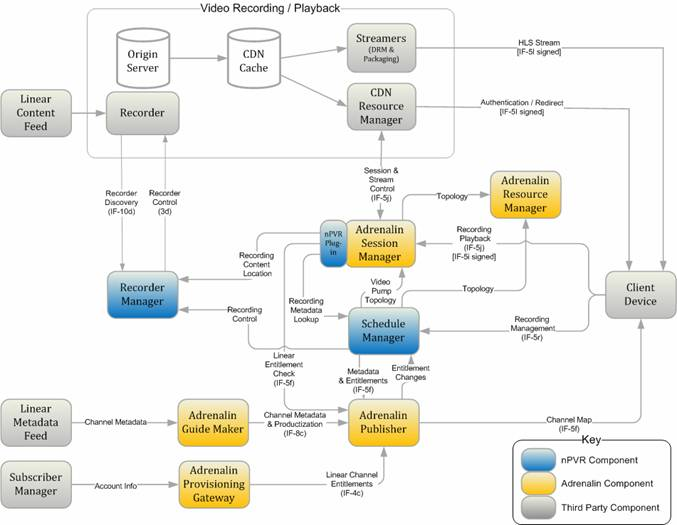 Video Recording / Playback
Origin
Server
CDN
Cache
Streamers
(DRM &
Packaging)
HLS Stream
[IF-5I signed]
Linear
Content
Feed
Recorder
CDN
Resource
Manager
Authentication / Redirect
[IF-5I signed]
Recorder
Discovery
(IF-10d)
Recorder
Control
(3d)
Session &
Stream
Control
(IF-5j)
Topology
Adrenalin
Resource
Manager
nPVR
Plug-
in
Adrenalin
Session
Manager
Recording
Playback
(IF-5j)
[IF-5i signed]
Recording
Content
Location
Recorder
Manager
Recording
Metadata
Lookup
Video
Pump
Topology
Topology
Client
Device
Recording
Control
Schedule
Manager
Recording
Management
(IF-5r)
Linear
Entitlement
Check
(IF-5f)
Metadata
& Entitlements
(IF-5f)
Entitlement
Changes
Linear
Metadata
Feed
Channel Metadata
Adrenalin
Guide Maker
Channel Metadata
& Productization
(IF-8c)
Adrenalin
Publisher
Channel Map
(IF-5f)
Subscriber
Manager
Account Info
Adrenalin
Provisioning
Gateway
Linear Channel
Entitlements
(IF-4c)
Key
nPVR Component
Adrenalin Component
Third Party Component